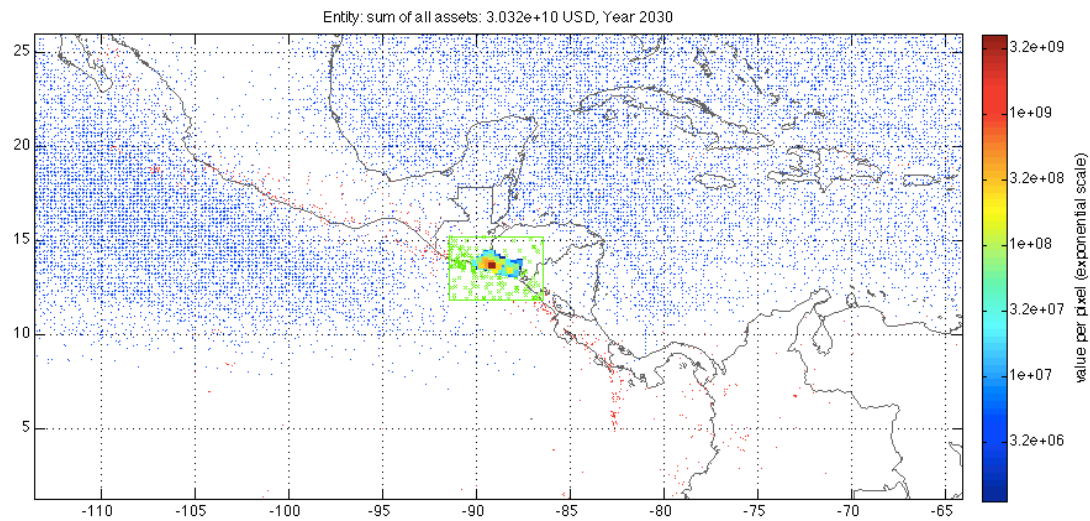 Entity: sum of all assets: 3.032e+10 USD, Year 2030
25
20
15
10
5
-110
-105
-100
-95
-90
-85
-80
-75
-70
-65
3.2e+09
1e+09
3.2e+08
1e+08
3.2e+07
1e+07
3.2e+06
value per pixel (exponential scale)